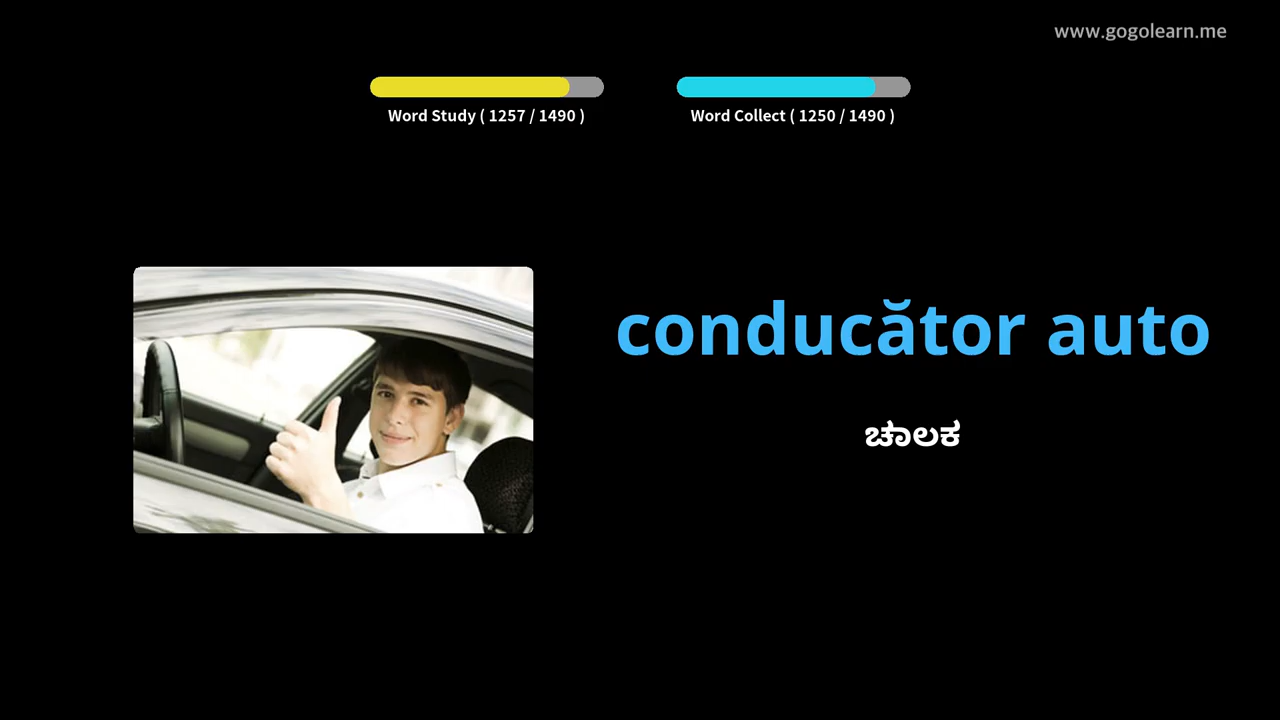 www.gogolearn.me
Word Study ( 1257 / 1490 )
Word Collect ( 1250 / 1490 )
conducător auto
ಚಾಲಕ